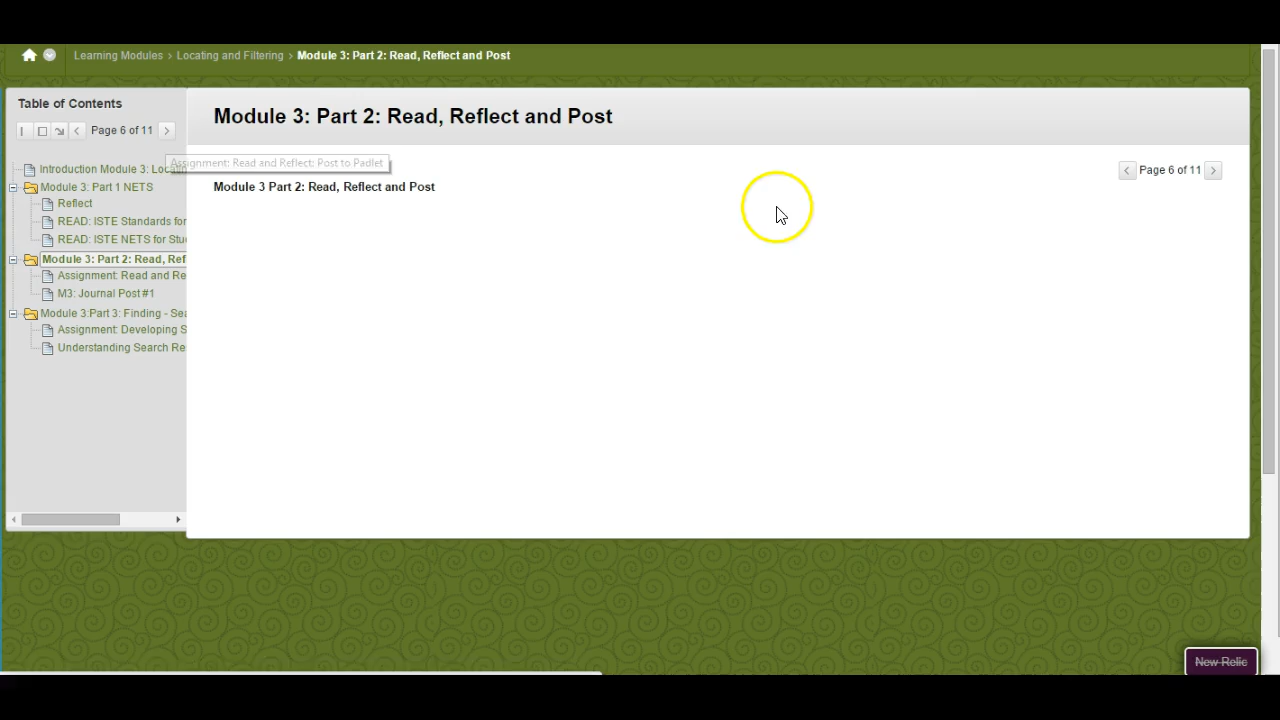 Learning Modules > Locating and Filtering > Module 3: Part 2: Read, Reflect and Post
Table of Contents
Page 6 of 11
Module 3: Part 2: Read, Reflect and Post
Assignment: Read and Reflect: Post to Padlet
Page 6 of 11
Module 3 Part 2: Read, Reflect and Post
Introduction Module 3:
Module 3: Part 1 NETS
Reflect
READ: ISTE Standards for
READ: ISTE NETS for Stu
Module 3: Part 2: Read, Ref
Assignment: Read and Re
M3: Journal Post #1
Module 3:Part 3: Finding - Sea
Assignment: Developing S
Understanding Search Re
New Relic